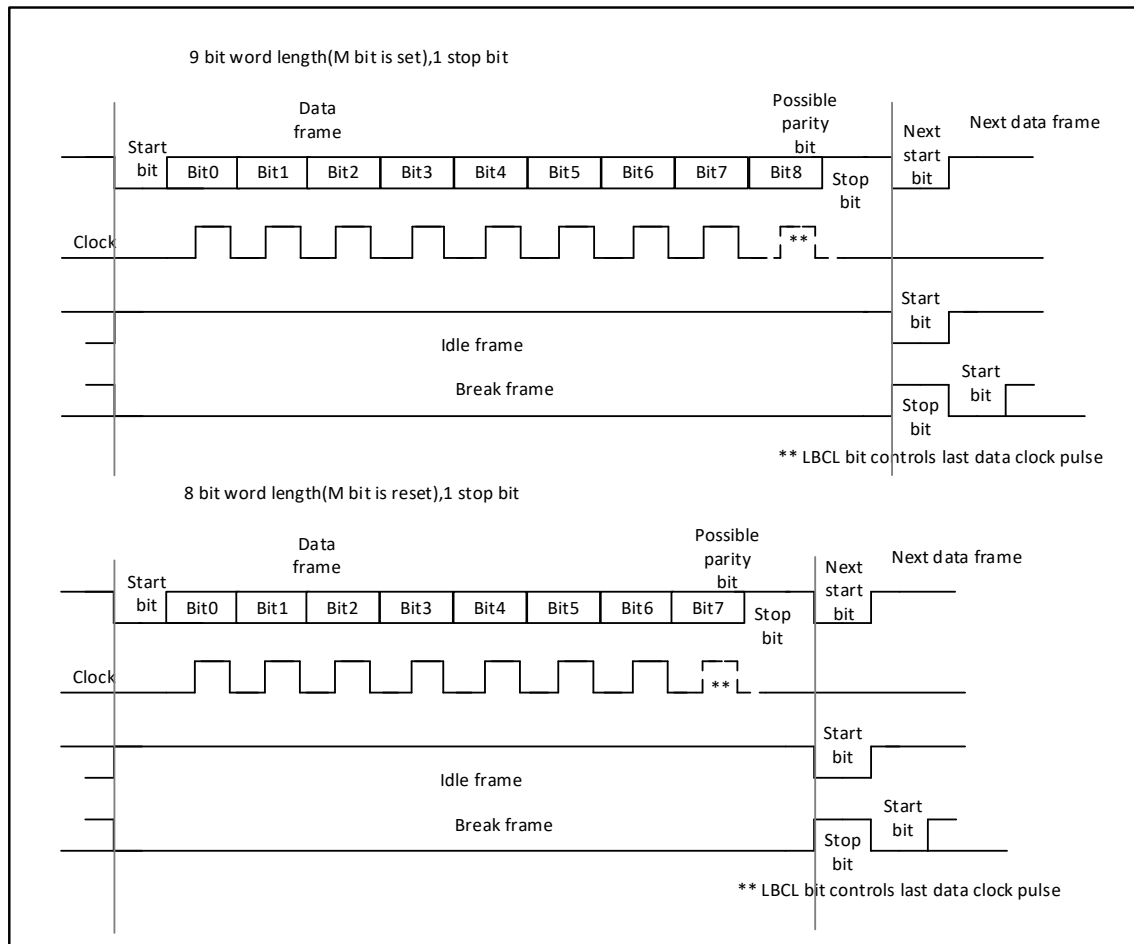 9 bit word length(M bit is set),1 stop bit
Data
frame
Possible
parity
bit
Next data frame
Next
start
bit
Start
bit
Bit0 Bit1 Bit2 Bit3 Bit4 Bit5 Bit6 Bit7 Bit8
Stop
bit
Clock
**
Start
bit
Idle frame
Break frame
Start
bit
Stop
bit
** LBCL bit controls last data clock pulse
8 bit word length(M bit is reset),1 stop bit
Data
frame
Possible
parity
bit
Next data frame
Next
start
bit
Start
bit
Bit0 Bit1 Bit2 Bit3 Bit4 Bit5 Bit6 Bit7
Stop
bit
Clock
**
Start
bit
Idle frame
Break frame
Start
bit
Stop
bit
** LBCL bit controls last data clock pulse